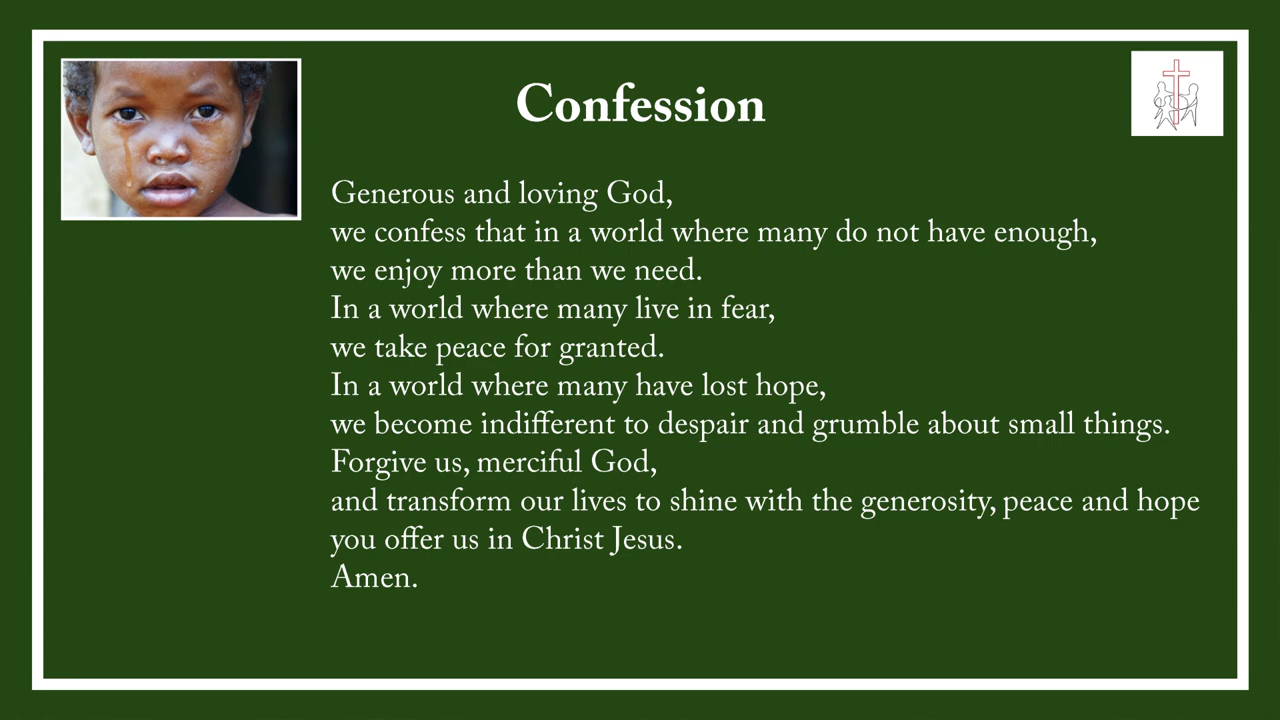 Confession
Generous and loving God,
we confess that in a world where many do not have enough,
we enjoy more than we need.
In a world where many live in fear,
we take peace for granted.
In a world where many have lost hope,
we become indifferent to despair and grumble about small things.
Forgive us, merciful God,
and transform our lives to shine with the generosity, peace and hope
you offer us in Christ Jesus.
Amen.